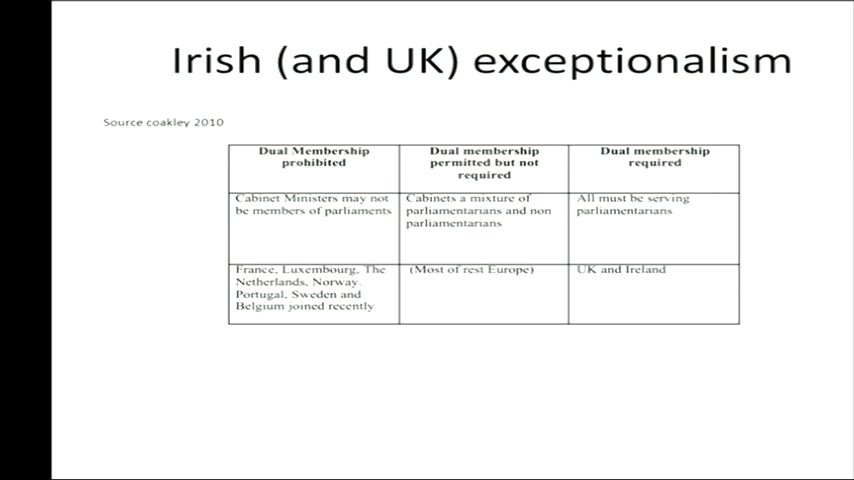 Irish (and UK) exceptionalism
Source coakley 2010
Dual Membership
prohibited
Dual membership
permitted but not
required
Dual membership
required
Cabinet Ministers may not
be members of parliaments
Cabinets a mixture of
parliamentarians and non
parliamentarians
All must be serving
parliamentarians
France, Luxembourg, The
Netherlands, Norway.
Portugal, Sweden and
Belgium joined recently
(Most of rest Europe)
UK and Ireland